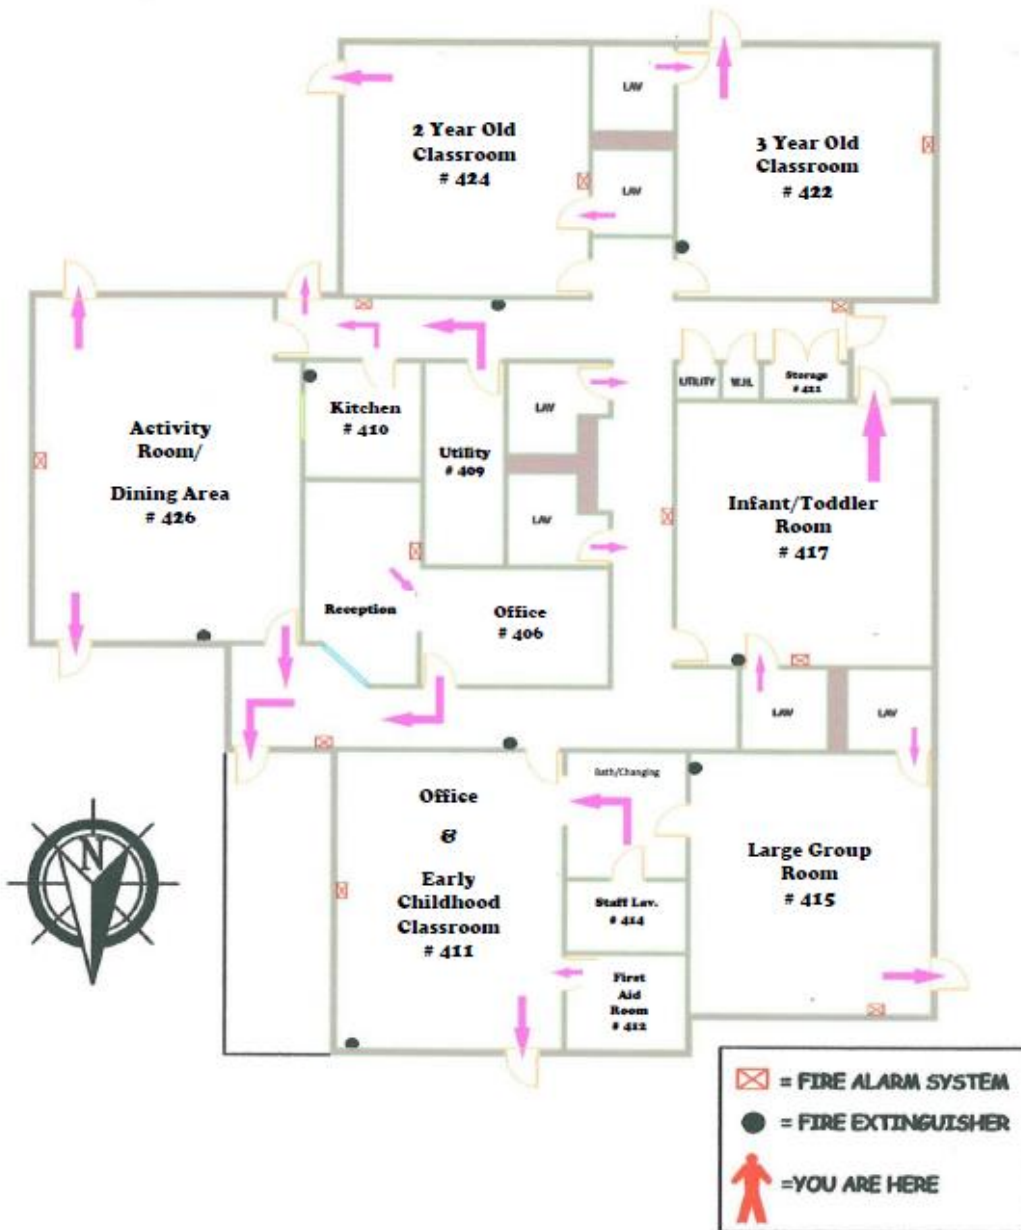 2 Year Old
Classroom
# 424
LAV
LAV
3 Year Old
Classroom
# 422
Activity
Room/
Dining Area
# 426
Kitchen
# 410
Utility
# 409
LAV
LAV
UTILITY
W.H.
Storage
# 421
Infant/Toddler
Room
# 417
Reception
Office
# 406
LAV
LAV
Office
&
Early
Childhood
Classroom
# 411
Bath/Changing
Staff Lav.
# 414
First
Aid
Room
# 412
Large Group
Room
# 415
N
= FIRE ALARM SYSTEM
= FIRE EXTINGUISHER
=YOU ARE HERE